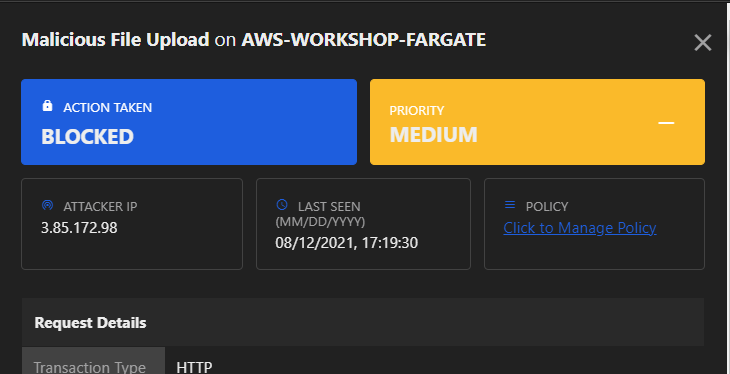 Malicious File Upload on AWS-WORKSHOP-FARGATE
ACTION TAKEN
BLOCKED
PRIORITY
MEDIUM
ATTACKER IP
3.85.172.98
LAST SEEN
(MM/DD/YYYY)
08/12/2021, 17:19:30
POLICY
Click to Manage Policy
Request Details
Transaction Type HTTP